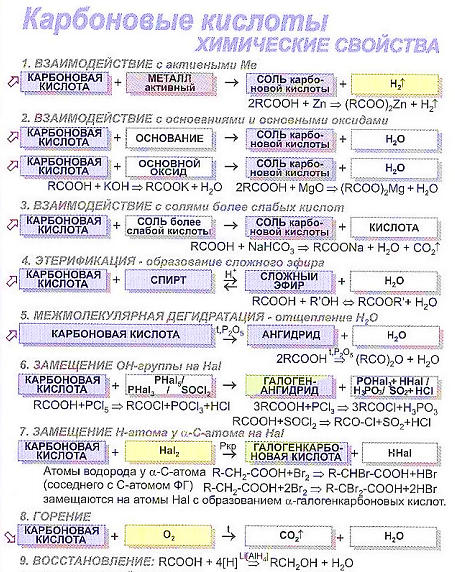 Карбоновые кислоты
ХИМИЧЕСКИЕ СВОЙСТВА
1. ВЗАИМОДЕЙСТВИЕ с активными Ме
КАРБОНОВАЯ КИСЛОТА + МЕТАЛЛ активный → СОЛЬ карбоновой кислоты + H₂↑
2RCOOH + Zn ⇒ (RCOO)₂Zn + H₂↑
2. ВЗАИМОДЕЙСТВИЕ с основаниями и основными оксидами
КАРБОНОВАЯ КИСЛОТА + ОСНОВАНИЕ → СОЛЬ карбоновой кислоты + H₂O
КАРБОНОВАЯ КИСЛОТА + ОСНОВНОЙ ОКСИД → СОЛЬ карбоновой кислоты + H₂O
RCOOH + KOH ⇒ RCOOK + H₂O 2RCOOH + MgO ⇒ (RCOO)₂Mg + H₂O
3. ВЗАИМОДЕЙСТВИЕ с солями более слабых кислот
КАРБОНОВАЯ КИСЛОТА + СОЛЬ более слабой кислоты → СОЛЬ карбоновой кислоты + КИСЛОТА
RCOOH + NaHCO₃ ⇒ RCOONa + H₂O + CO₂↑
4. ЭТЕРИФИКАЦИЯ - образование сложного эфира
КАРБОНОВАЯ КИСЛОТА + СПИРТ H⁺ ⇄ СЛОЖНЫЙ ЭФИР + H₂O
RCOOH + R'OH ⇒ RCOOR'+ H₂O
5. МЕЖМОЛЕКУЛЯРНАЯ ДЕГИДРАТАЦИЯ - отщепление H₂O
КАРБОНОВАЯ КИСЛОТА t,P₂O₅ → АНГИДРИД + H₂O
2RCOOH t,P₂O₅ ⇒ (RCO)₂O + H₂O
6. ЗАМЕЩЕНИЕ ОН-группы на Hal
КАРБОНОВАЯ КИСЛОТА + PHal₅/ PHal₃/SOCl₂ → ГАЛОГЕН-АНГИДРИД + POHal₃+ HHal / H₃PO₃/ SO₂+HCl
RCOOH+PCl₅ ⇒ RCOCl+POCl₃+HCl 3RCOOH+PCl₃ ⇒ 3RCOCl+H₃PO₃
RCOOH+SOCl₂ ⇒ RCO-Cl+SO₂+HCl
7. ЗАМЕЩЕНИЕ Н-атома у α-С-атома на Hal
КАРБОНОВАЯ КИСЛОТА + Hal₂ Pкр → ГАЛОГЕНКАРБОНОВАЯ КИСЛОТА + HHal
Атомы водорода у α-С-атома R-CH₂-COOH+Br₂ ⇒ R-CHBr-COOH+HBr
(соседнего с С-атомом ФГ) R-CH₂-COOH+2Br₂ ⇒ R-CBr₂-COOH+2HBr
замещаются на атомы Hal с образованием α-галогенкарбоновых кислот.
8. ГОРЕНИЕ
КАРБОНОВАЯ КИСЛОТА + O₂ t → CO₂↑ + H₂O
9. ВОССТАНОВЛЕНИЕ: RCOOH + 4[H] Li[AlH₄] ⇒ RCH₂OH + H₂O